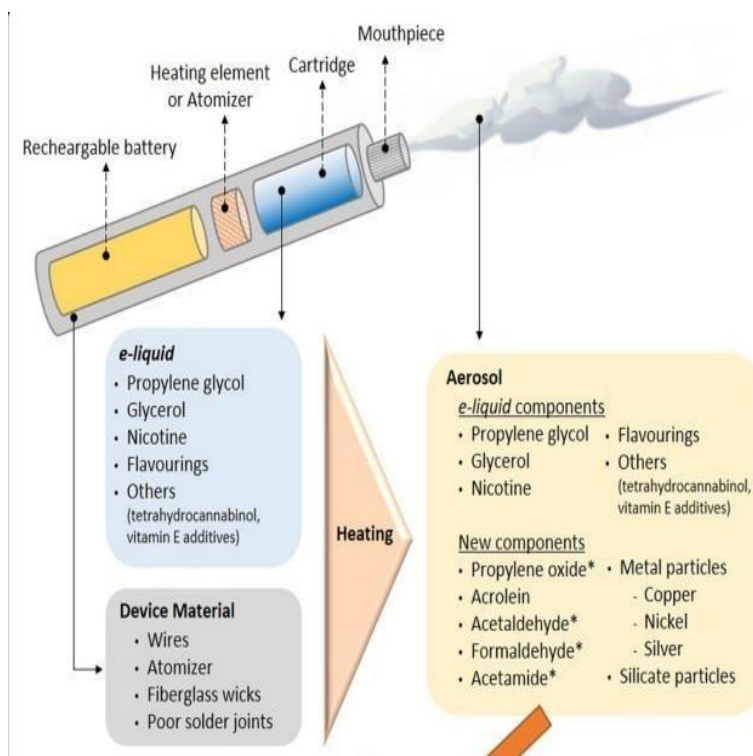 Mouthpiece
Cartridge
Heating element
or Atomizer
Recheargable battery
e-liquid
• Propylene glycol
• Glycerol
• Nicotine
• Flavourings
• Others
(tetrahydrocannabinol,
vitamin E additives)
Device Material
• Wires
• Atomizer
• Fiberglass wicks
• Poor solder joints
Heating
Aerosol
e-liquid components
• Propylene glycol
• Glycerol
• Nicotine
• Flavourings
• Others
(tetrahydrocannabinol,
vitamin E additives)
New components
• Propylene oxide*
• Acrolein
• Acetaldehyde*
• Formaldehyde*
• Acetamide*
• Metal particles
- Copper
- Nickel
- Silver
• Silicate particles